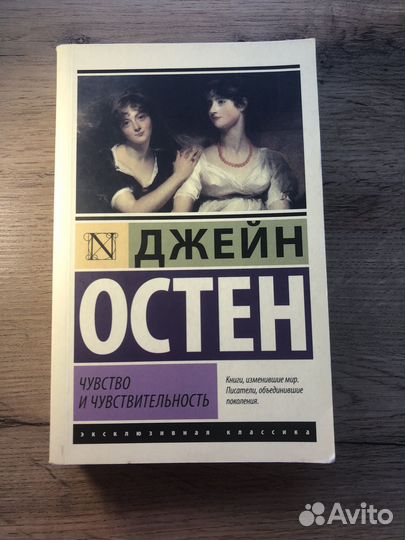 N ДЖЕЙН
ОСТЕН
ЧУВСТВО
И ЧУВСТВИТЕЛЬНОСТЬ
Книги, изменившие мир.
Писатели, объединившие
поколения.
эксклюзивная классика
Avito